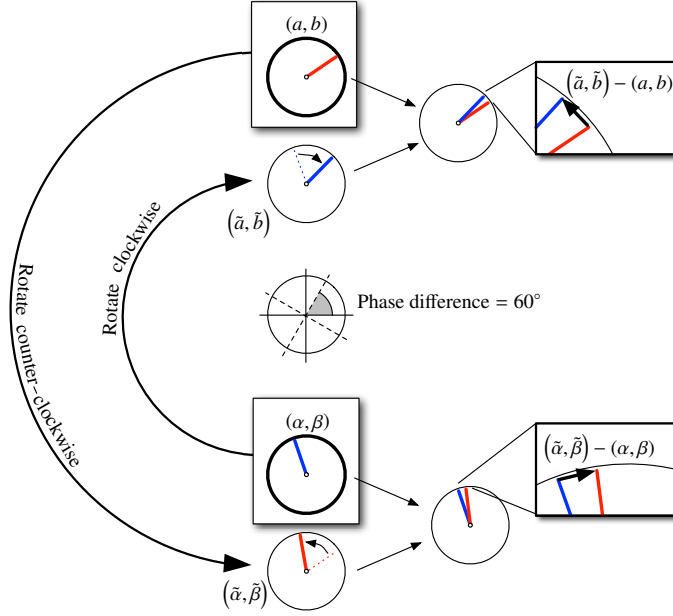 (a, b)
(ã, b̃) − (a, b)
(ã, b̃)
Rotate clockwise
Rotate counter−clockwise
Phase difference = 60°
(α, β)
(α̃, β̃) − (α, β)
(α̃, β̃)